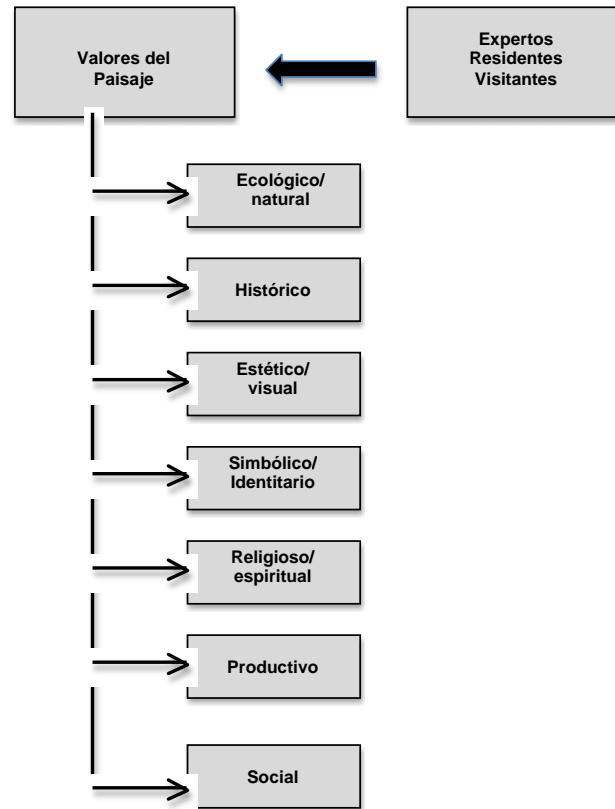 Valores del
Paisaje
Expertos
Residentes
Visitantes
Ecológico/
natural
Histórico
Estético/
visual
Simbólico/
Identitario
Religioso/
espiritual
Productivo
Social